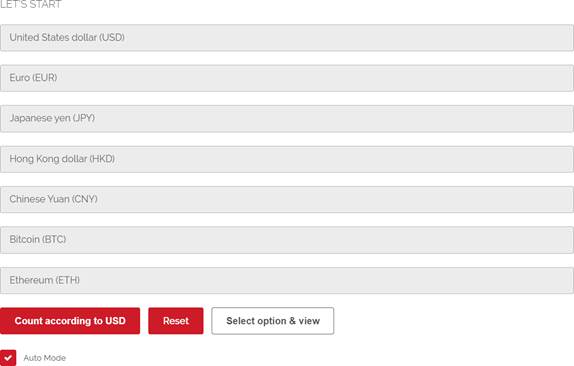 LET'S START
United States dollar (USD)
Euro (EUR)
Japanese yen (JPY)
Hong Kong dollar (HKD)
Chinese Yuan (CNY)
Bitcoin (BTC)
Ethereum (ETH)
Count according to USD Reset Select option & view
Auto Mode